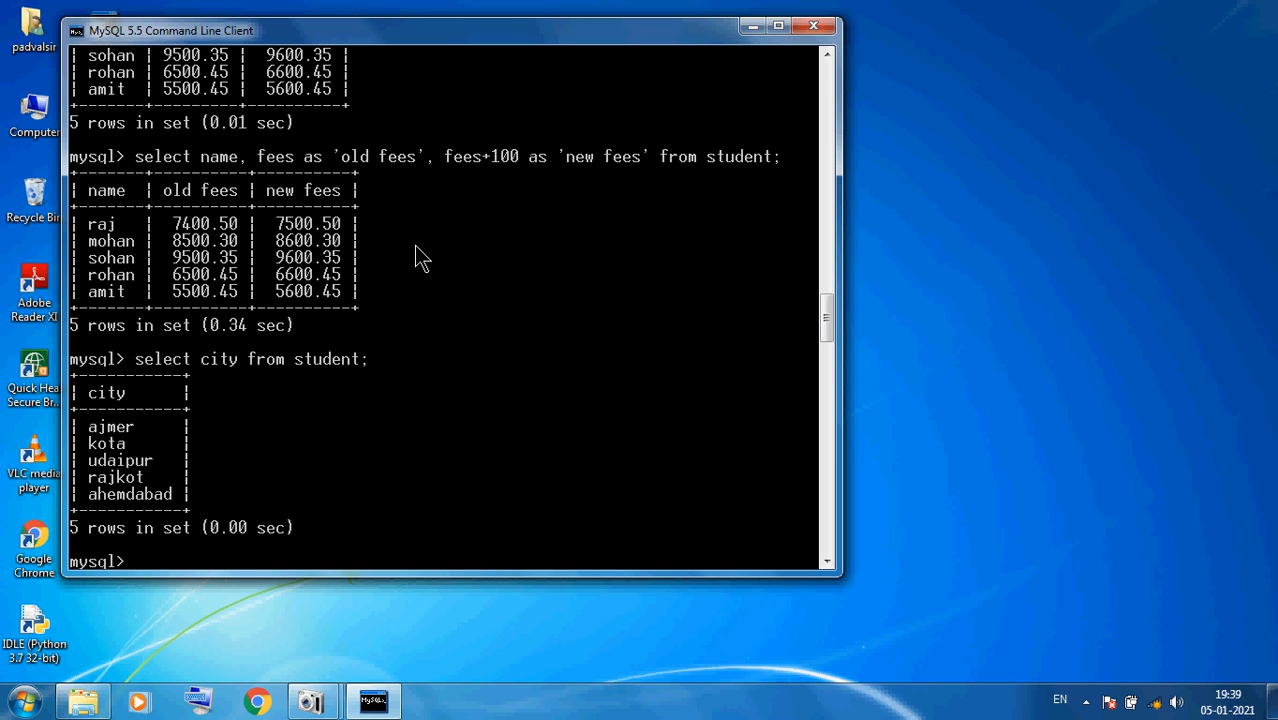 padvalsir
Computer
Recycle Bin
Adobe
Reader XI
Quick Hea
Secure Br...
VLC media
player
Google
Chrome
IDLE (Python
3.7 32-bit)
MySQL 5.5 Command Line Client
| sohan | 9500.35 | 9600.35 |
| rohan | 6500.45 | 6600.45 |
| amit | 5500.45 | 5600.45 |
+-------+---------+---------+
5 rows in set (0.01 sec)
mysql> select name, fees as 'old fees', fees+100 as 'new fees' from student;
+-------+----------+----------+
| name | old fees | new fees |
+-------+----------+----------+
| raj | 7400.50 | 7500.50 |
| mohan | 8500.30 | 8600.30 |
| sohan | 9500.35 | 9600.35 |
| rohan | 6500.45 | 6600.45 |
| amit | 5500.45 | 5600.45 |
+-------+----------+----------+
5 rows in set (0.34 sec)
mysql> select city from student;
+-----------+
| city |
+-----------+
| ajmer |
| kota |
| udaipur |
| rajkot |
| ahemdabad |
+-----------+
5 rows in set (0.00 sec)
mysql>
EN
19:39
05-01-2021